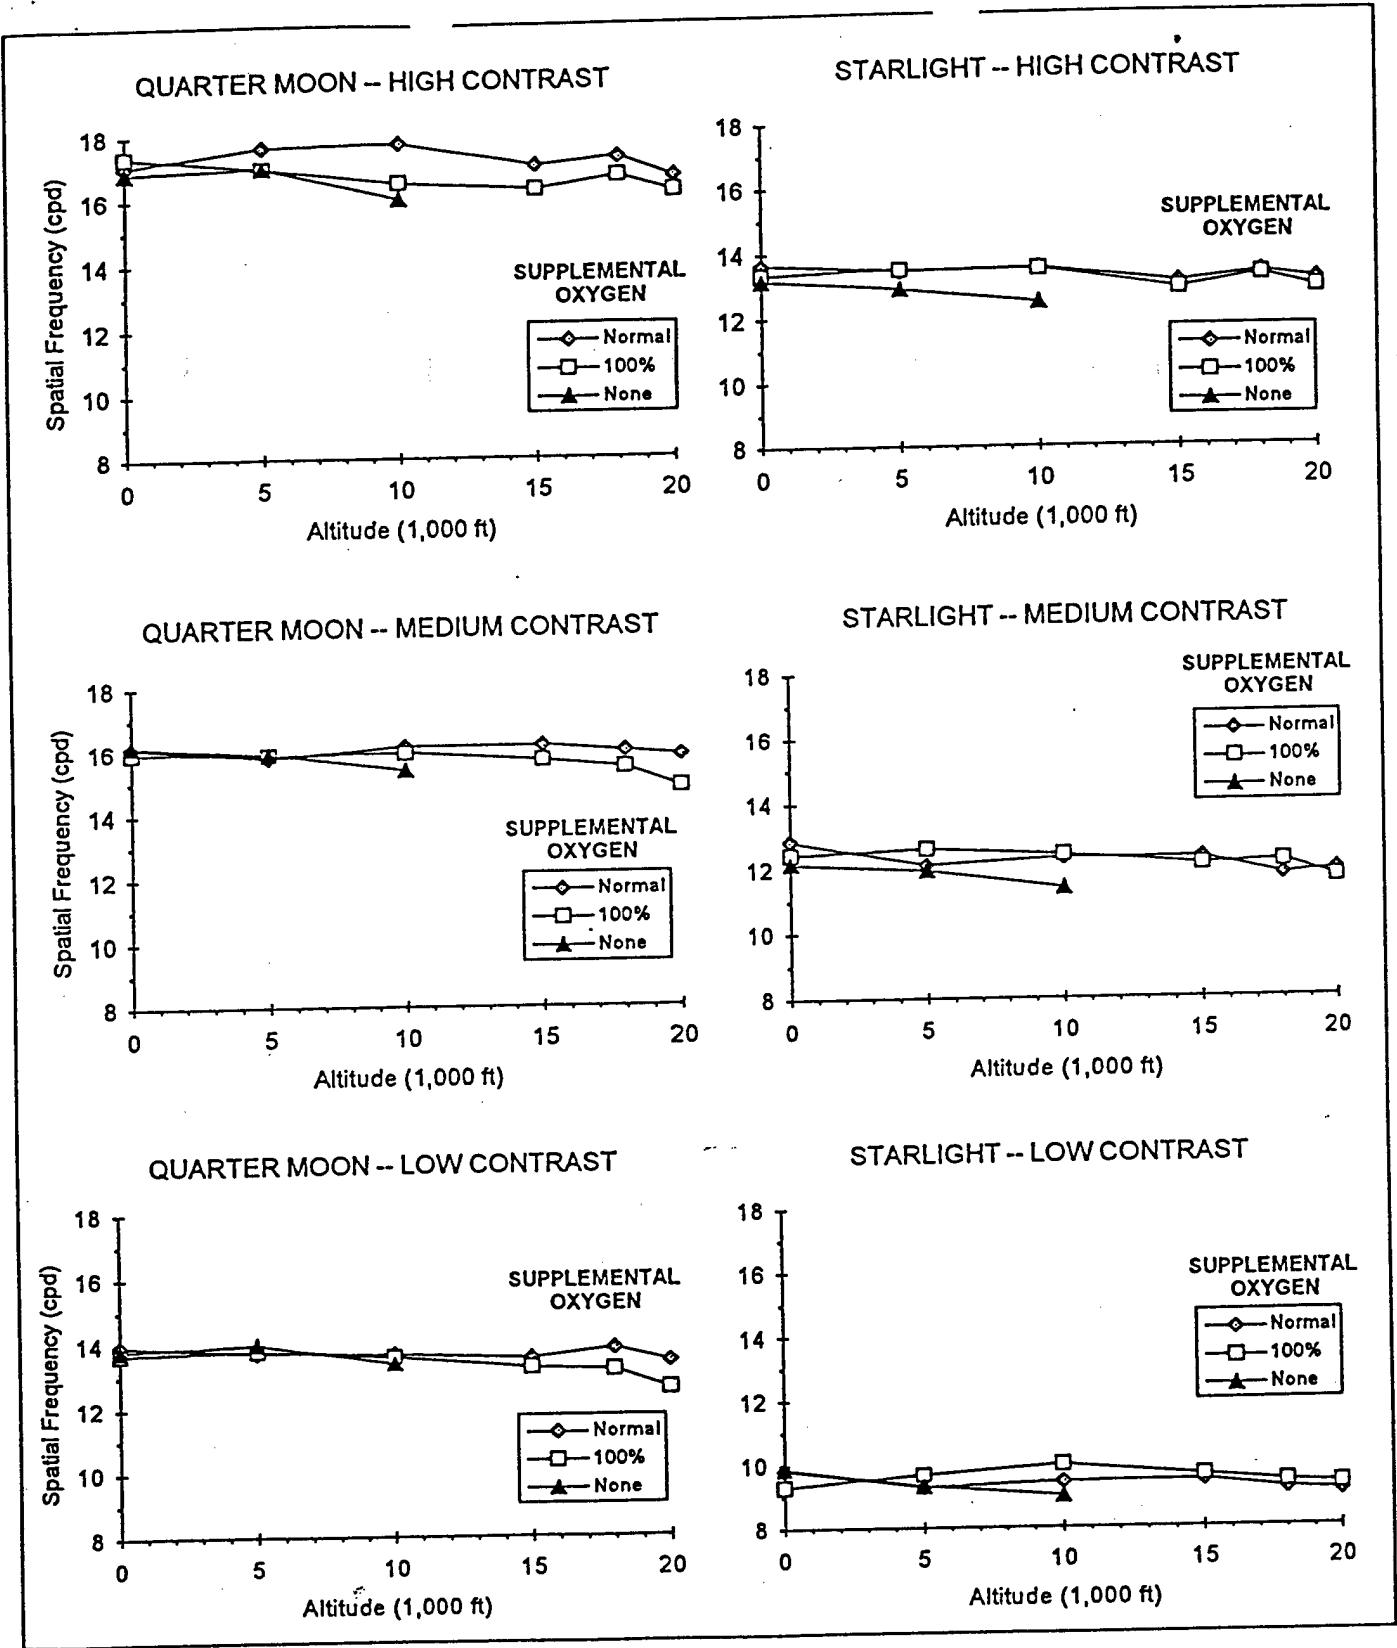 QUARTER MOON -- HIGH CONTRAST
18
16
14
12
10
8
Spatial Frequency (cpd)
SUPPLEMENTAL
OXYGEN
Normal
100%
None
0 5 10 15 20
Altitude (1,000 ft)
STARLIGHT -- HIGH CONTRAST
18
16
14
12
10
8
SUPPLEMENTAL
OXYGEN
Normal
100%
None
0 5 10 15 20
Altitude (1,000 ft)
QUARTER MOON -- MEDIUM CONTRAST
18
16
14
12
10
8
Spatial Frequency (cpd)
SUPPLEMENTAL
OXYGEN
Normal
100%
None
0 5 10 15 20
Altitude (1,000 ft)
STARLIGHT -- MEDIUM CONTRAST
18
16
14
12
10
8
SUPPLEMENTAL
OXYGEN
Normal
100%
None
0 5 10 15 20
Altitude (1,000 ft)
QUARTER MOON -- LOW CONTRAST
18
16
14
12
10
8
Spatial Frequency (cpd)
SUPPLEMENTAL
OXYGEN
Normal
100%
None
0 5 10 15 20
Altitude (1,000 ft)
STARLIGHT -- LOW CONTRAST
18
16
14
12
10
8
SUPPLEMENTAL
OXYGEN
Normal
100%
None
0 5 10 15 20
Altitude (1,000 ft)